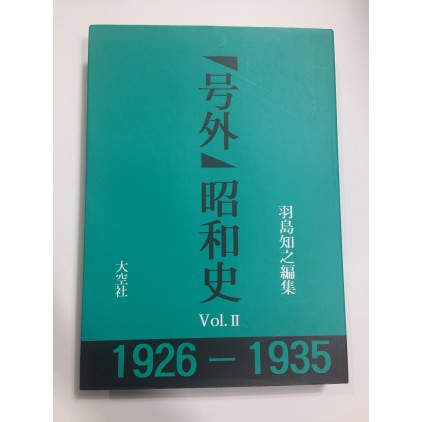 「号外」昭和史
Vol.II
羽島知之編集
大空社
1926－1935